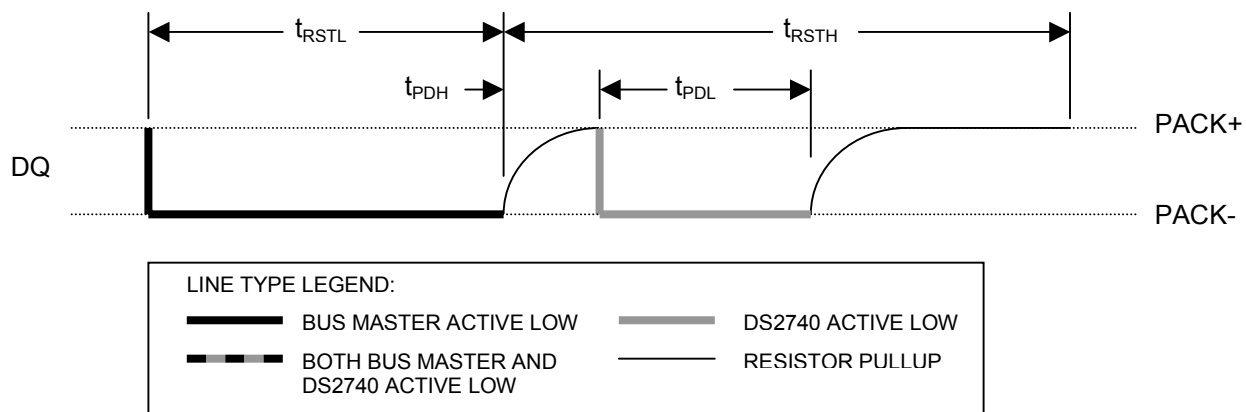 tRSTL
tRSTH
tPDH
tPDL
PACK+
DQ
PACK-
LINE TYPE LEGEND:
BUS MASTER ACTIVE LOW
DS2740 ACTIVE LOW
BOTH BUS MASTER AND
DS2740 ACTIVE LOW
RESISTOR PULLUP